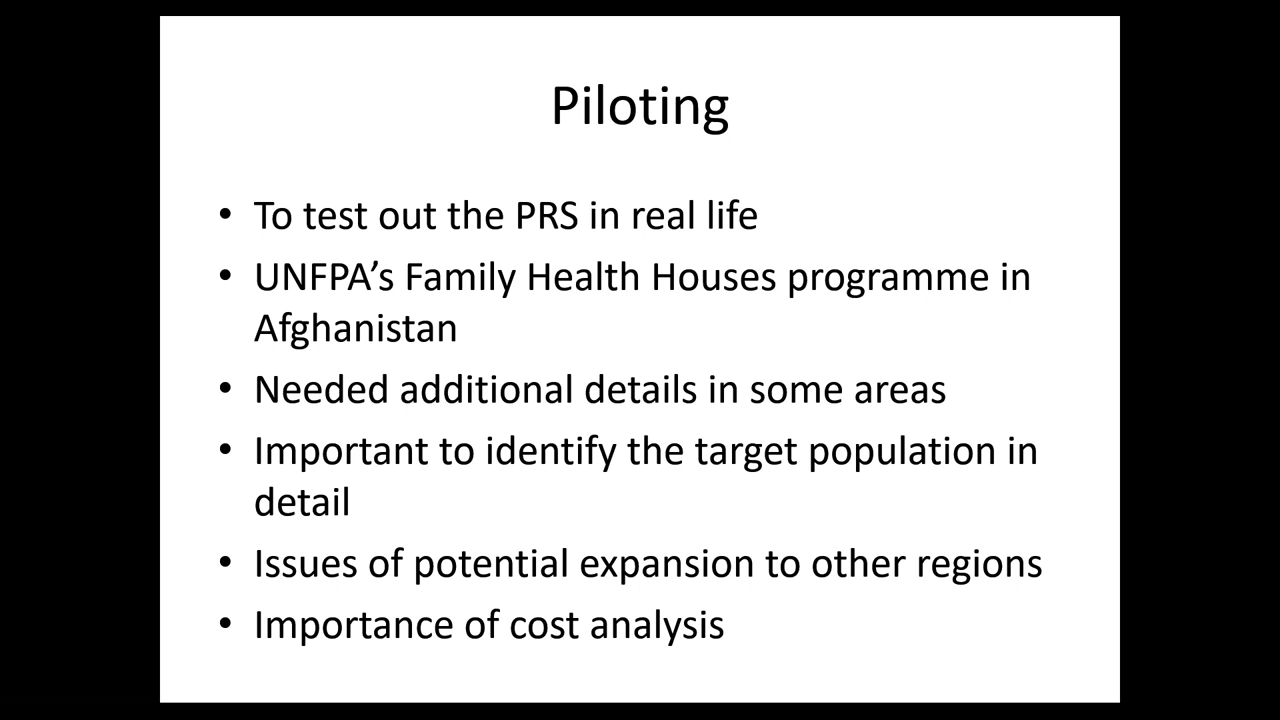 Piloting
• To test out the PRS in real life
• UNFPA’s Family Health Houses programme in
Afghanistan
• Needed additional details in some areas
• Important to identify the target population in
detail
• Issues of potential expansion to other regions
• Importance of cost analysis